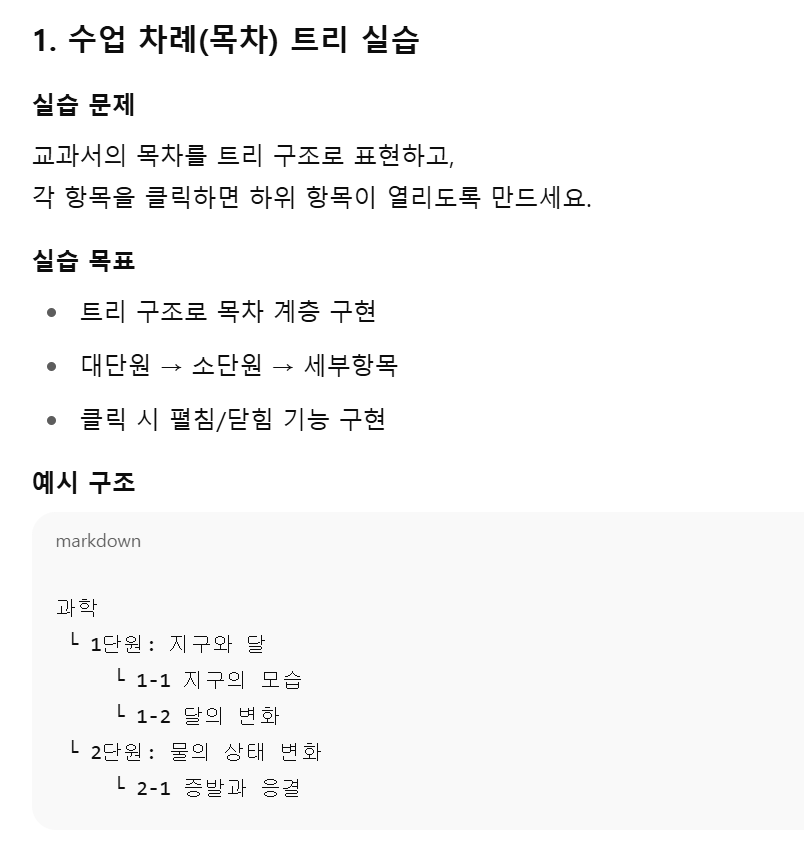 1. 수업 차례(목차) 트리 실습
실습 문제
교과서의 목차를 트리 구조로 표현하고,
각 항목을 클릭하면 하위 항목이 열리도록 만드세요.
실습 목표
• 트리 구조로 목차 계층 구현
• 대단원 → 소단원 → 세부항목
• 클릭 시 펼침/닫힘 기능 구현
예시 구조
markdown
과학
└ 1단원: 지구와 달
└ 1-1 지구의 모습
└ 1-2 달의 변화
└ 2단원: 물의 상태 변화
└ 2-1 증발과 응결